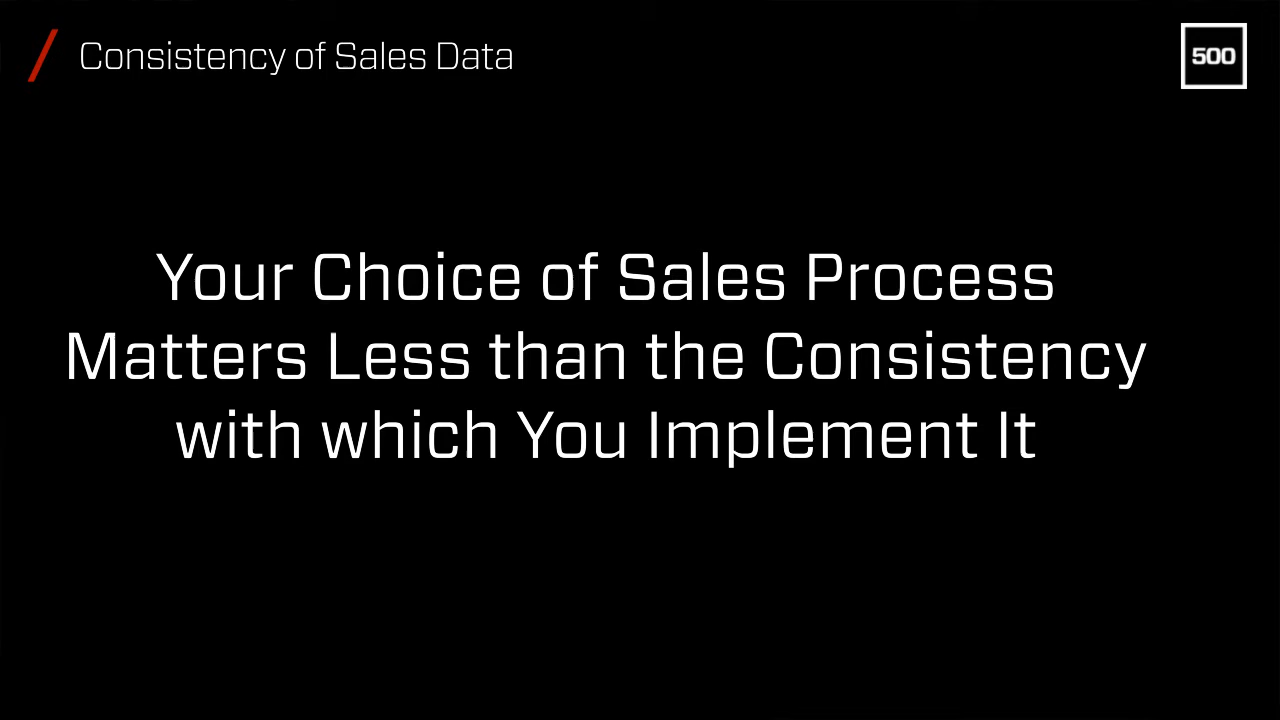 Consistency of Sales Data
500
Your Choice of Sales Process
Matters Less than the Consistency
with which You Implement It